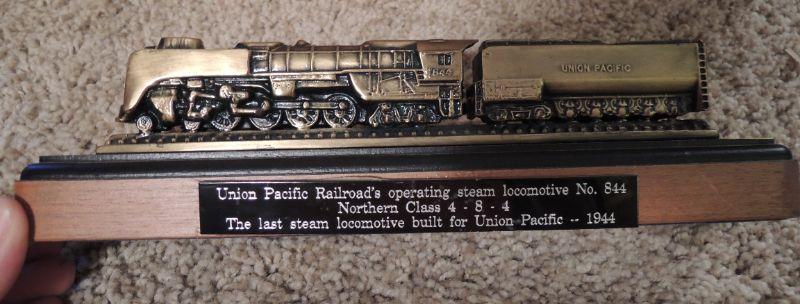 844
UNION PACIFIC
Union Pacific Railroad's operating steam locomotive No. 844
Northern Class 4 - 8 - 4
The last steam locomotive built for Union Pacific -- 1944